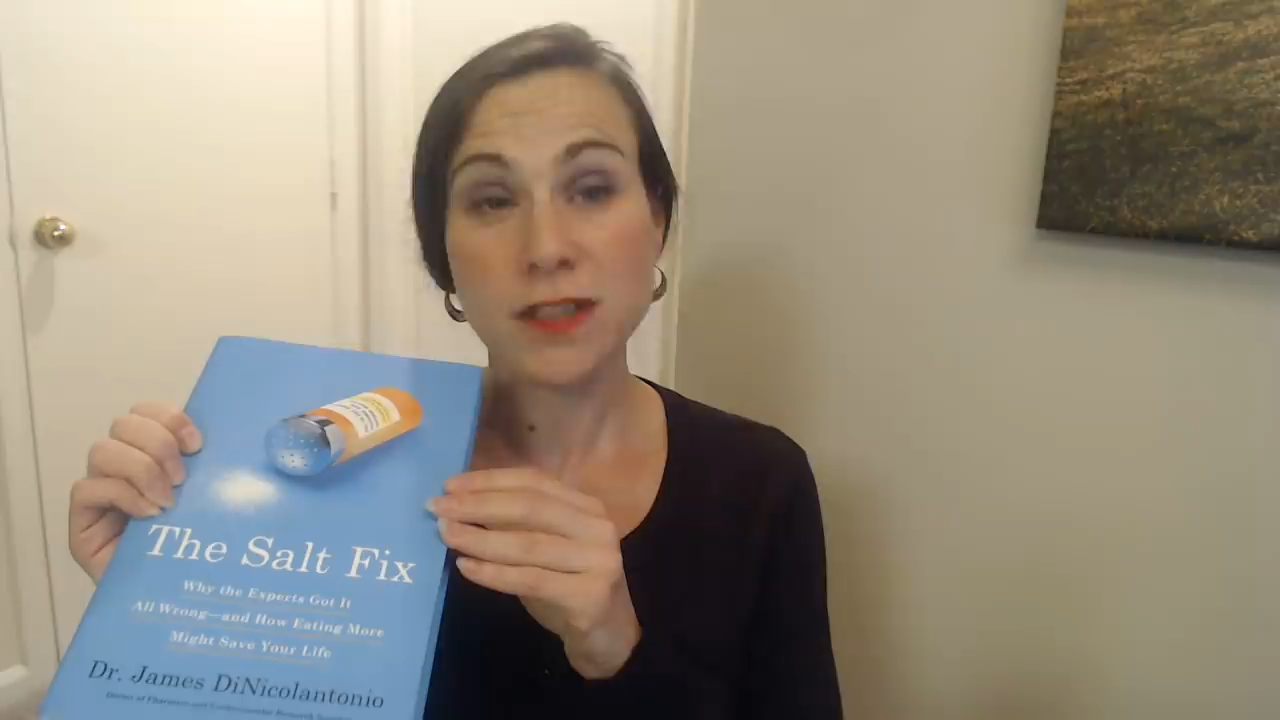 The Salt Fix
Why the Experts Got It
All Wrong—and How Eating More
Might Save Your Life
Dr. James DiNicolantonio